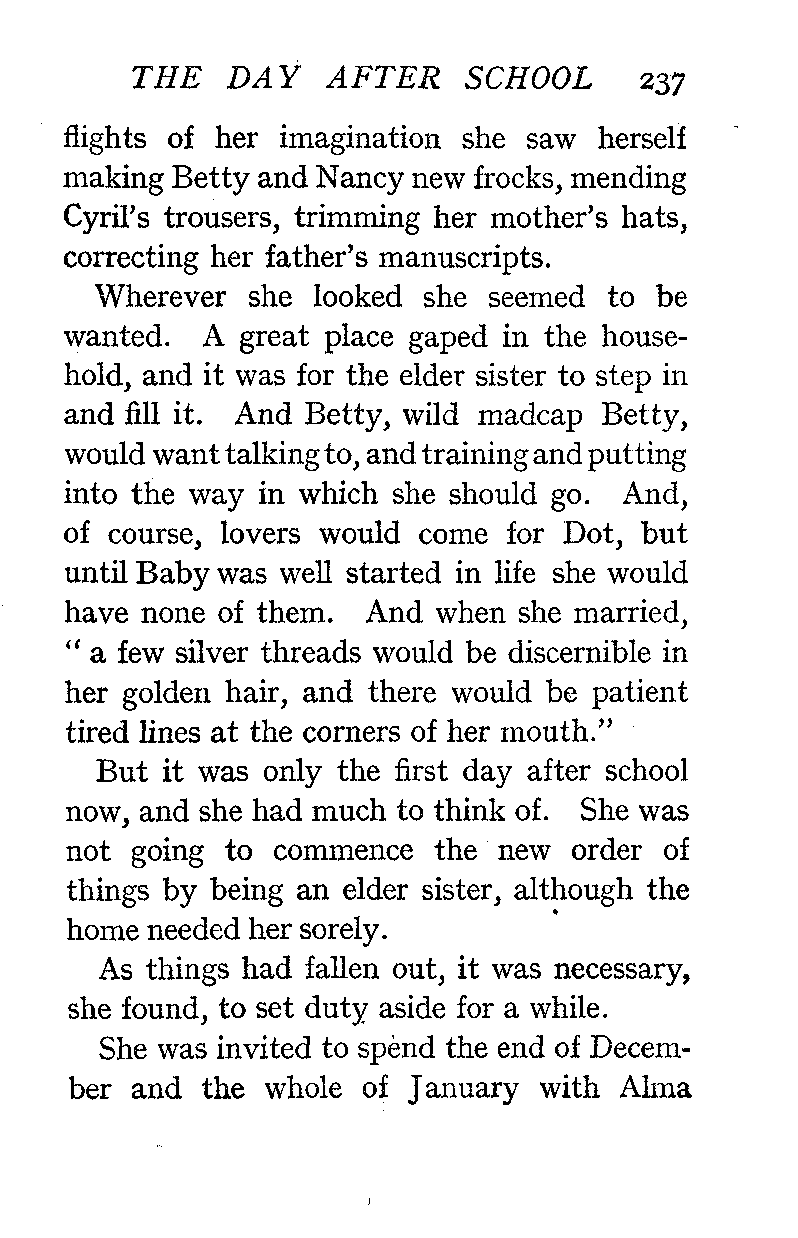 THE DAY AFTER SCHOOL 237
flights of her imagination she saw herself
making Betty and Nancy new frocks, mending
Cyril's trousers, trimming her mother's hats,
correcting her father's manuscripts.
Wherever she looked she seemed to be
wanted. A great place gaped in the house-
hold, and it was for the elder sister to step in
and fill it. And Betty, wild madcap Betty,
would want talking to, and training and putting
into the way in which she should go. And,
of course, lovers would come for Dot, but
until Baby was well started in life she would
have none of them. And when she married,
“ a few silver threads would be discernible in
her golden hair, and there would be patient
tired lines at the corners of her mouth.”
But it was only the first day after school
now, and she had much to think of. She was
not going to commence the new order of
things by being an elder sister, although the
home needed her sorely.
As things had fallen out, it was necessary,
she found, to set duty aside for a while.
She was invited to spend the end of Decem-
ber and the whole of January with Alma